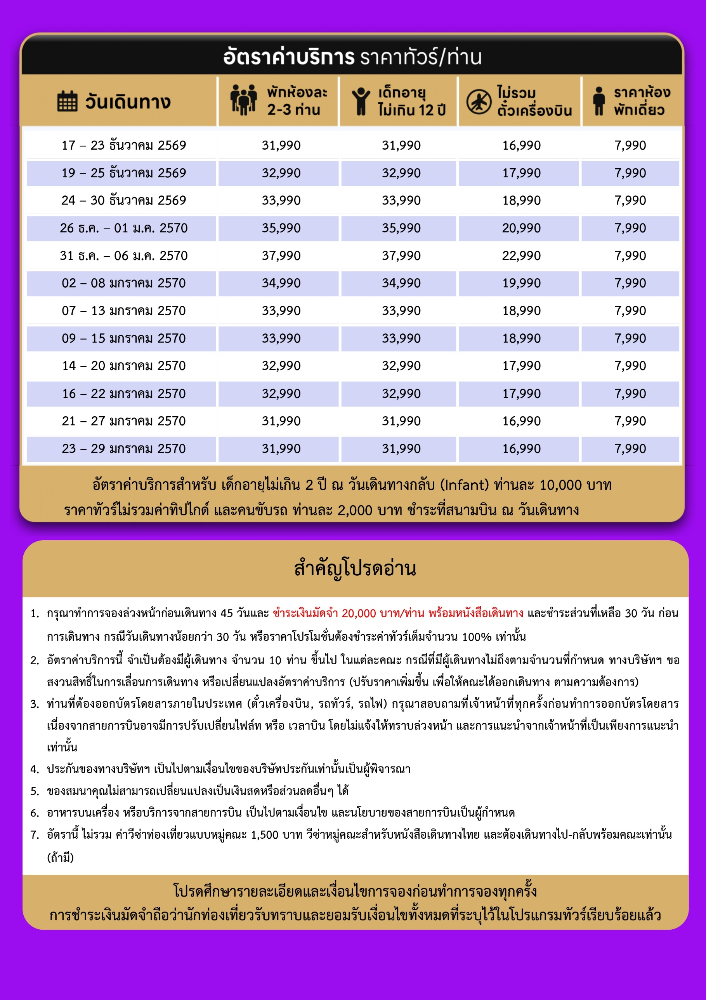 อัตราค่าบริการ ราคาทัวร์/ท่าน
วันเดินทาง พักห้องละ 2-3 ท่าน เด็กอายุ ไม่เกิน 12 ปี ไม่รวม ตั๋วเครื่องบิน ราคาห้อง พักเดี่ยว
17 – 23 ธันวาคม 2569 31,990 31,990 16,990 7,990
19 – 25 ธันวาคม 2569 32,990 32,990 17,990 7,990
24 – 30 ธันวาคม 2569 33,990 33,990 18,990 7,990
26 ธ.ค. – 01 ม.ค. 2570 35,990 35,990 20,990 7,990
31 ธ.ค. – 06 ม.ค. 2570 37,990 37,990 22,990 7,990
02 – 08 มกราคม 2570 34,990 34,990 19,990 7,990
07 – 13 มกราคม 2570 33,990 33,990 18,990 7,990
09 – 15 มกราคม 2570 33,990 33,990 18,990 7,990
14 – 20 มกราคม 2570 32,990 32,990 17,990 7,990
16 – 22 มกราคม 2570 32,990 32,990 17,990 7,990
21 – 27 มกราคม 2570 31,990 31,990 16,990 7,990
23 – 29 มกราคม 2570 31,990 31,990 16,990 7,990
อัตราค่าบริการสำหรับ เด็กอายุไม่เกิน 2 ปี ณ วันเดินทางกลับ (Infant) ท่านละ 10,000 บาท
ราคาทัวร์ไม่รวมค่าทิปไกด์ และคนขับรถ ท่านละ 2,000 บาท ชำระที่สนามบิน ณ วันเดินทาง
สำคัญโปรดอ่าน
1. กรุณาทำการจองล่วงหน้าก่อนเดินทาง 45 วันและ ชำระเงินมัดจำ 20,000 บาท/ท่าน พร้อมหนังสือเดินทาง และชำระส่วนที่เหลือ 30 วัน ก่อน
การเดินทาง กรณีวันเดินทางน้อยกว่า 30 วัน หรือราคาโปรโมชั่นต้องชำระค่าทัวร์เต็มจำนวน 100% เท่านั้น
2. อัตราค่าบริการนี้ จำเป็นต้องมีผู้เดินทาง จำนวน 10 ท่าน ขึ้นไป ในแต่ละคณะ กรณีที่มีผู้เดินทางไม่ถึงตามจำนวนที่กำหนด ทางบริษัทฯ ขอ
สงวนสิทธิ์ในการเลื่อนการเดินทาง หรือเปลี่ยนแปลงอัตราค่าบริการ (ปรับราคาเพิ่มขึ้น เพื่อให้คณะได้ออกเดินทาง ตามความต้องการ)
3. ท่านที่ต้องออกบัตรโดยสารภายในประเทศ (ตั๋วเครื่องบิน, รถทัวร์, รถไฟ) กรุณาสอบถามที่เจ้าหน้าที่ทุกครั้งก่อนทำการออกบัตรโดยสาร
เนื่องจากสายการบินอาจมีการปรับเปลี่ยนไฟล์ท หรือ เวลาบิน โดยไม่แจ้งให้ทราบล่วงหน้า และการแนะนำจากเจ้าหน้าที่เป็นเพียงการแนะนำ
เท่านั้น
4. ประกันของทางบริษัทฯ เป็นไปตามเงื่อนไขของบริษัทประกันเท่านั้นเป็นผู้พิจารณา
5. ของสมนาคุณไม่สามารถเปลี่ยนแปลงเป็นเงินสดหรือส่วนลดอื่นๆ ได้
6. อาหารบนเครื่อง หรือบริการจากสายการบิน เป็นไปตามเงื่อนไข และนโยบายของสายการบินเป็นผู้กำหนด
7. อัตรานี้ ไม่รวม ค่าวีซ่าท่องเที่ยวแบบหมู่คณะ 1,500 บาท วีซ่าหมู่คณะสำหรับหนังสือเดินทางไทย และต้องเดินทางไป-กลับพร้อมคณะเท่านั้น
(ถ้ามี)
โปรดศึกษารายละเอียดและเงื่อนไขการจองก่อนทำการจองทุกครั้ง
การชำระเงินมัดจำถือว่านักท่องเที่ยวรับทราบและยอมรับเงื่อนไขทั้งหมดที่ระบุไว้ในโปรแกรมทัวร์เรียบร้อยแล้ว